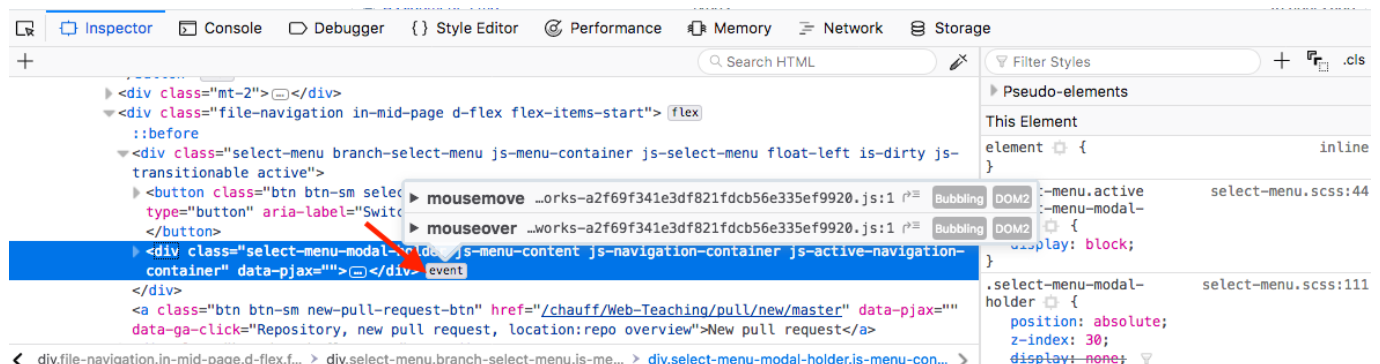 Inspector Console Debugger { } Style Editor Performance Memory Network Storage
+ Search HTML Filter Styles + .cls
<div class="mt-2">…</div> Pseudo-elements
<div class="file-navigation in-mid-page d-flex flex-items-start"> flex This Element
::before
<div class="select-menu branch-select-menu js-menu-container js-select-menu float-left is-dirty js- element { inline
transitionable active"> }
<button class="btn btn-sm selec mousemove …orks-a2f69f341e3df821fdcb56e335ef9920.js:1 Bubbling DOM2 -menu.active select-menu.scss:44
type="button" aria-label="Switc -menu-modal-
</button> mouseover …works-a2f69f341e3df821fdcb56e335ef9920.js:1 Bubbling DOM2 {
<div class="select-menu-modal-holder js-menu-content js-navigation-container js-active-navigation- display: block;
container" data-pjax="">…</div> event }
</div> .select-menu-modal- select-menu.scss:111
<a class="btn btn-sm new-pull-request-btn" href="/chauff/Web-Teaching/pull/new/master" data-pjax="" holder {
position: absolute;
data-ga-click="Repository, new pull request, location:repo overview">New pull request</a> z-index: 30;
div.file-navigation.in-mid-page.d-flex.f… > div.select-menu.branch-select-menu.js-me… > div.select-menu-modal-holder.js-menu-con… > display: none;